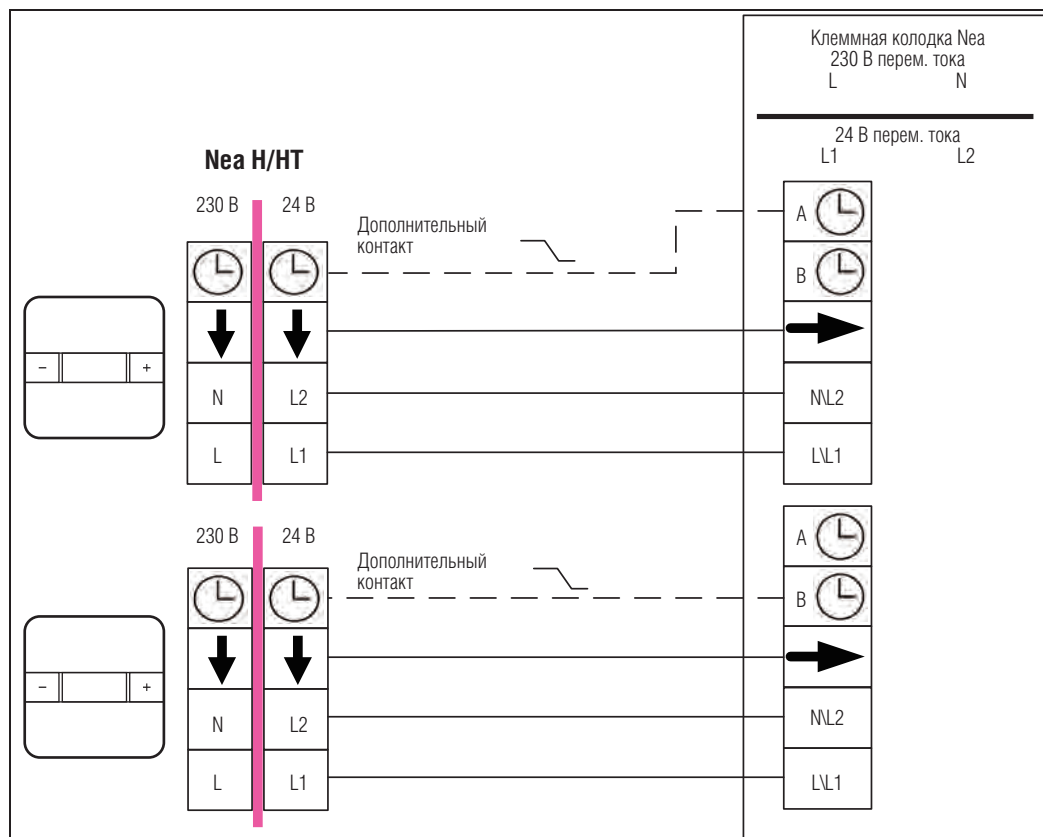 Клеммная колодка Nea
230 В перем. тока
L N
24 В перем. тока
L1 L2
Nea H/HT
230 В 24 В
Дополнительный
контакт
A
B
- +
N L2 N\L2
L L1 L\L1
230 В 24 В
Дополнительный
контакт
A
B
- +
N L2 N\L2
L L1 L\L1